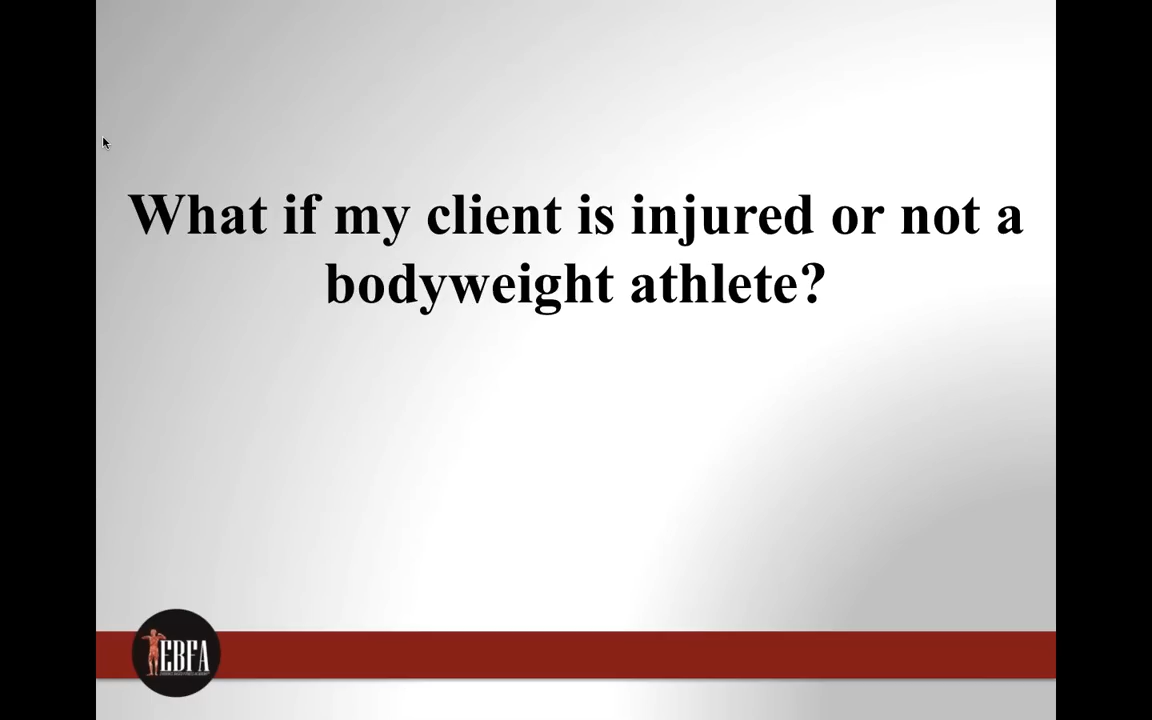 What if my client is injured or not a
bodyweight athlete?
EBFA